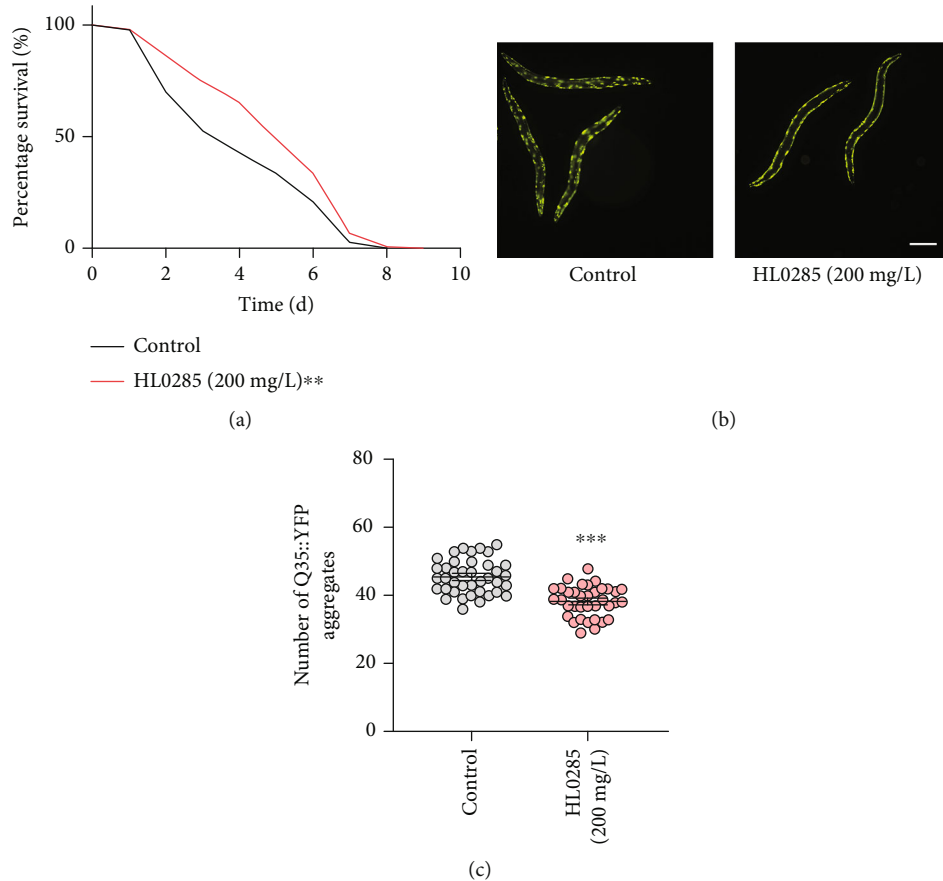 Percentage survival (%)
100
50
0
0
2
4
6
8
10
Time (d)
Control
HL0285 (200 mg/L)**
(a)
Control
HL0285 (200 mg/L)
(b)
Number of Q35::YFP
aggregates
80
60
40
20
0
***
Control
HL0285
(200 mg/L)
(c)